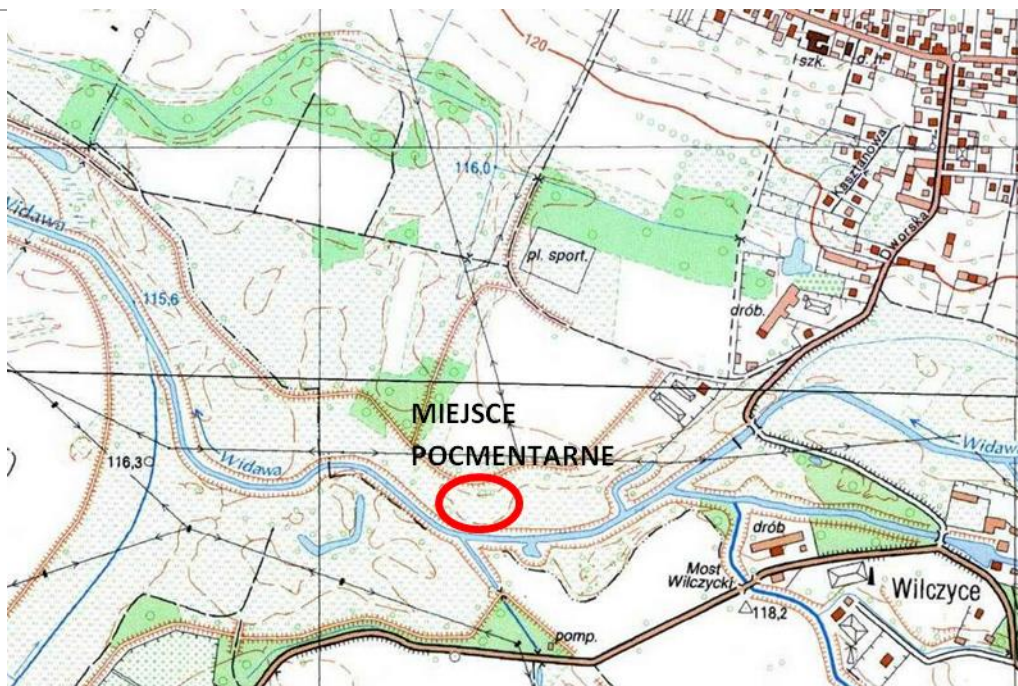 120
szk.
d. h.
Kasztanowa
116,0
Dworska
Widawa
pl. sport.
115,6
drób.
MIEJSCE
POCMENTARNE
Widawa
116,3
Widawa
drób
Most
Wilczycki
Wilczyce
118,2
pomp.